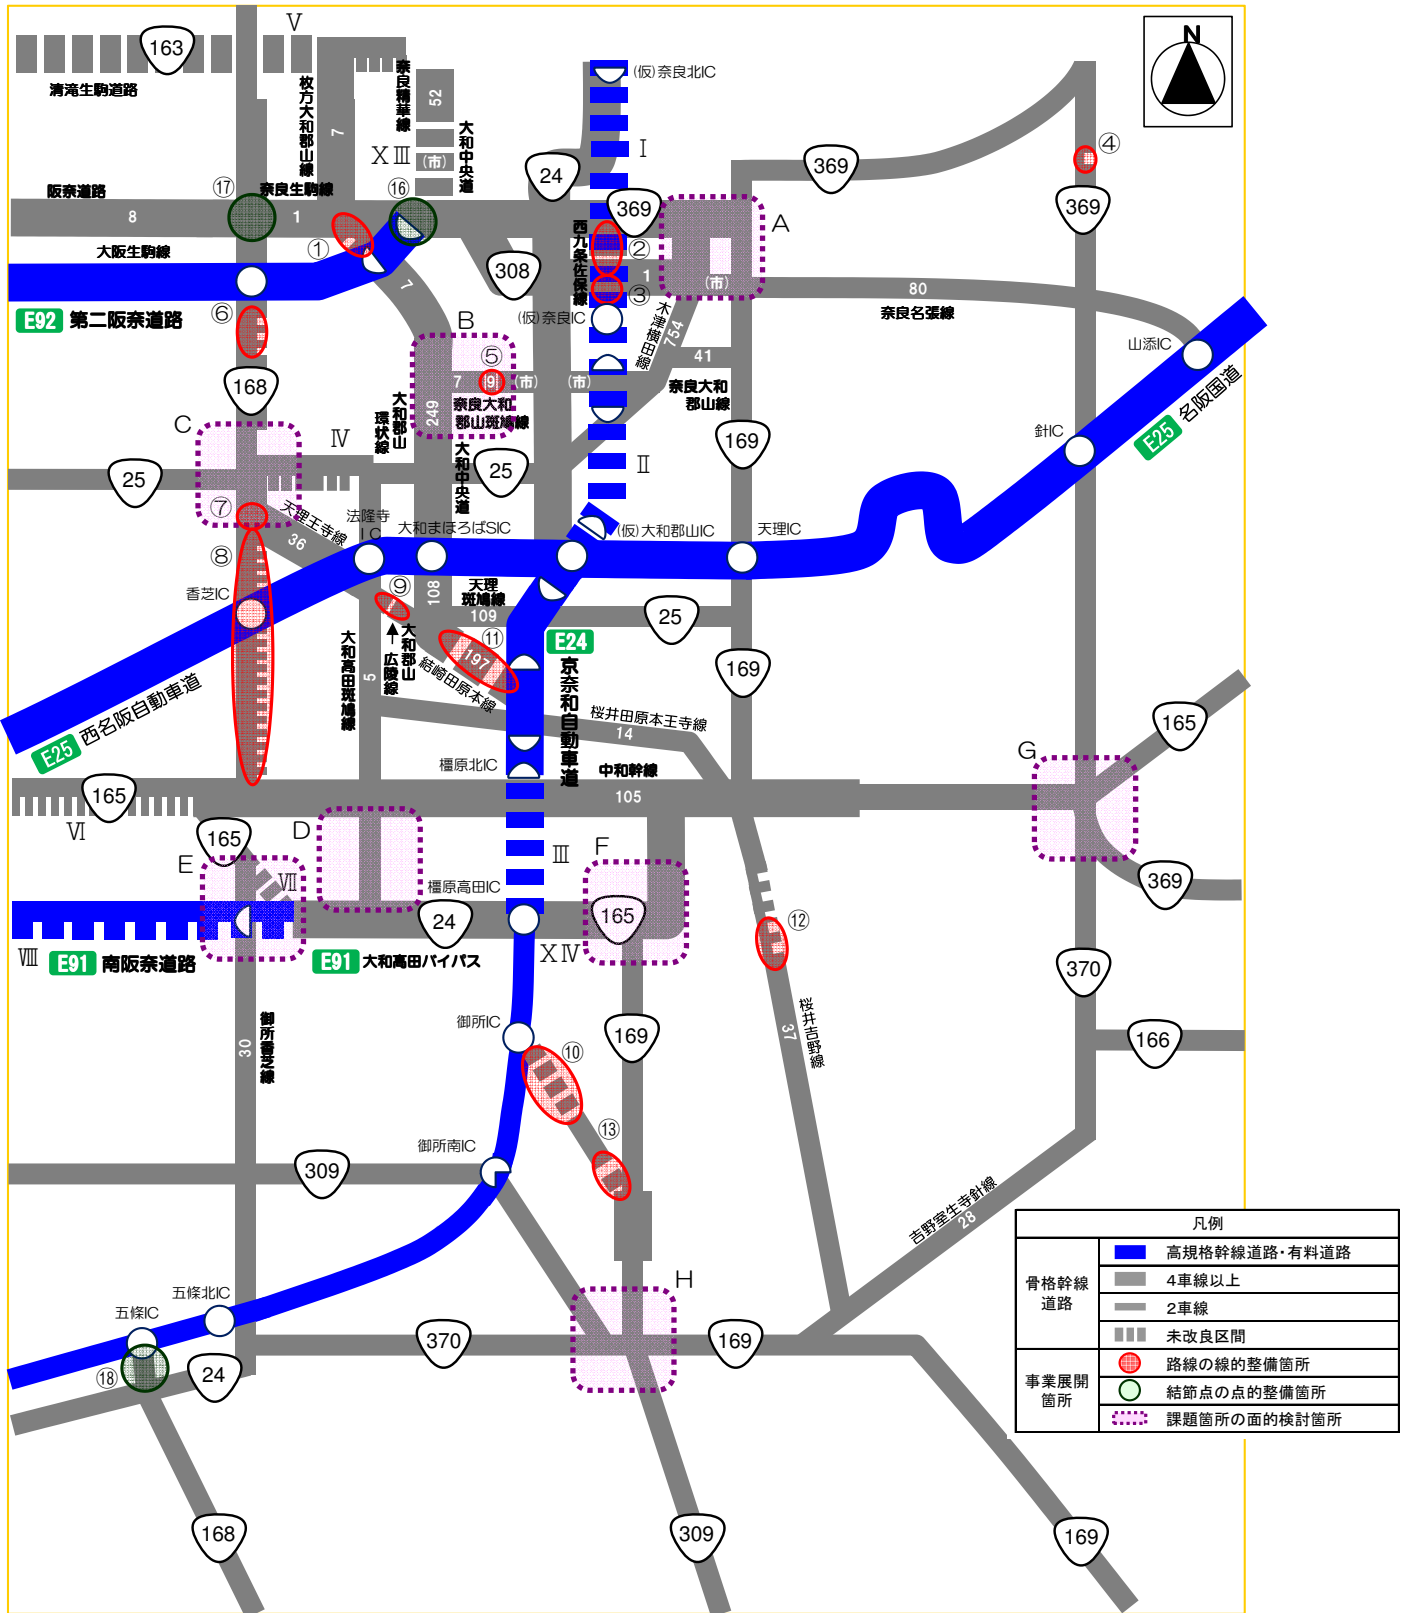 Ⅴ
163
清滝生駒道路
枚方大和郡山線
7
奈良精華線
52
ⅩⅢ
(市)
大和中央道
(仮)奈良北IC
Ⅰ
24
369
369
N
④
369
⑰
奈良生駒線
⑯
阪奈道路
8
1
大阪生駒線
①
7
308
西九条佐保線
②
1
③
A
(市)
80
奈良名張線
E92 第二阪奈道路
⑥
(仮)奈良IC
木津横田線
754
41
山添IC
B
⑤
7
9
(市)
(市)
奈良大和
郡山斑鳩線
奈良大和
郡山線
168
249
大和郡山
環状線
C
Ⅳ
25
大和中央道
25
Ⅱ
169
針IC
E25 名阪国道
⑦
天理王寺線
36
法隆寺
IC
大和まほろばSIC
(仮)大和郡山IC
天理IC
⑧
香芝IC
⑨
108
天理
斑鳩線
109
25
大和高田斑鳩線
5
大和郡山
広陵線
⑪
197
結崎田原本線
E24
京奈和自動車道
169
E25 西名阪自動車道
桜井田原本王寺線
14
165
G
橿原北IC
中和幹線
105
165
Ⅵ
165
D
Ⅲ
F
E
Ⅶ
橿原高田IC
24
165
369
⑫
Ⅷ
E91 南阪奈道路
E91 大和高田バイパス
ⅩⅣ
370
御所IC
169
桜井吉野線
37
166
30
御所香芝線
⑩
⑬
御所南IC
309
吉野室生寺針線
28
五條北IC
五條IC
H
370
169
⑱
24
168
309
169
凡例
骨格幹線
道路
高規格幹線道路・有料道路
4車線以上
2車線
未改良区間
事業展開
箇所
路線の線的整備箇所
結節点の点的整備箇所
課題箇所の面的検討箇所